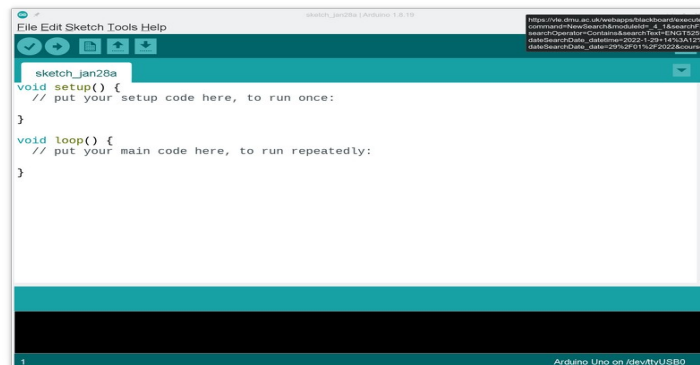 sketch_jan28a | Arduino 1.8.19
https://vle.dmu.ac.uk/webapps/blackboard/execut
command=NewSearch&moduleId=_4_1&searchF
searchOperator=Contains&searchText=ENGT525
dateSearchDate_datetime=2022-1-29+14%3A12%
dateSearchDate_date=29%2F01%2F2022&cours
File Edit Sketch Tools Help
sketch_jan28a
void setup() {
// put your setup code here, to run once:
}
void loop() {
// put your main code here, to run repeatedly:
}
1
Arduino Uno on /dev/ttyUSB0